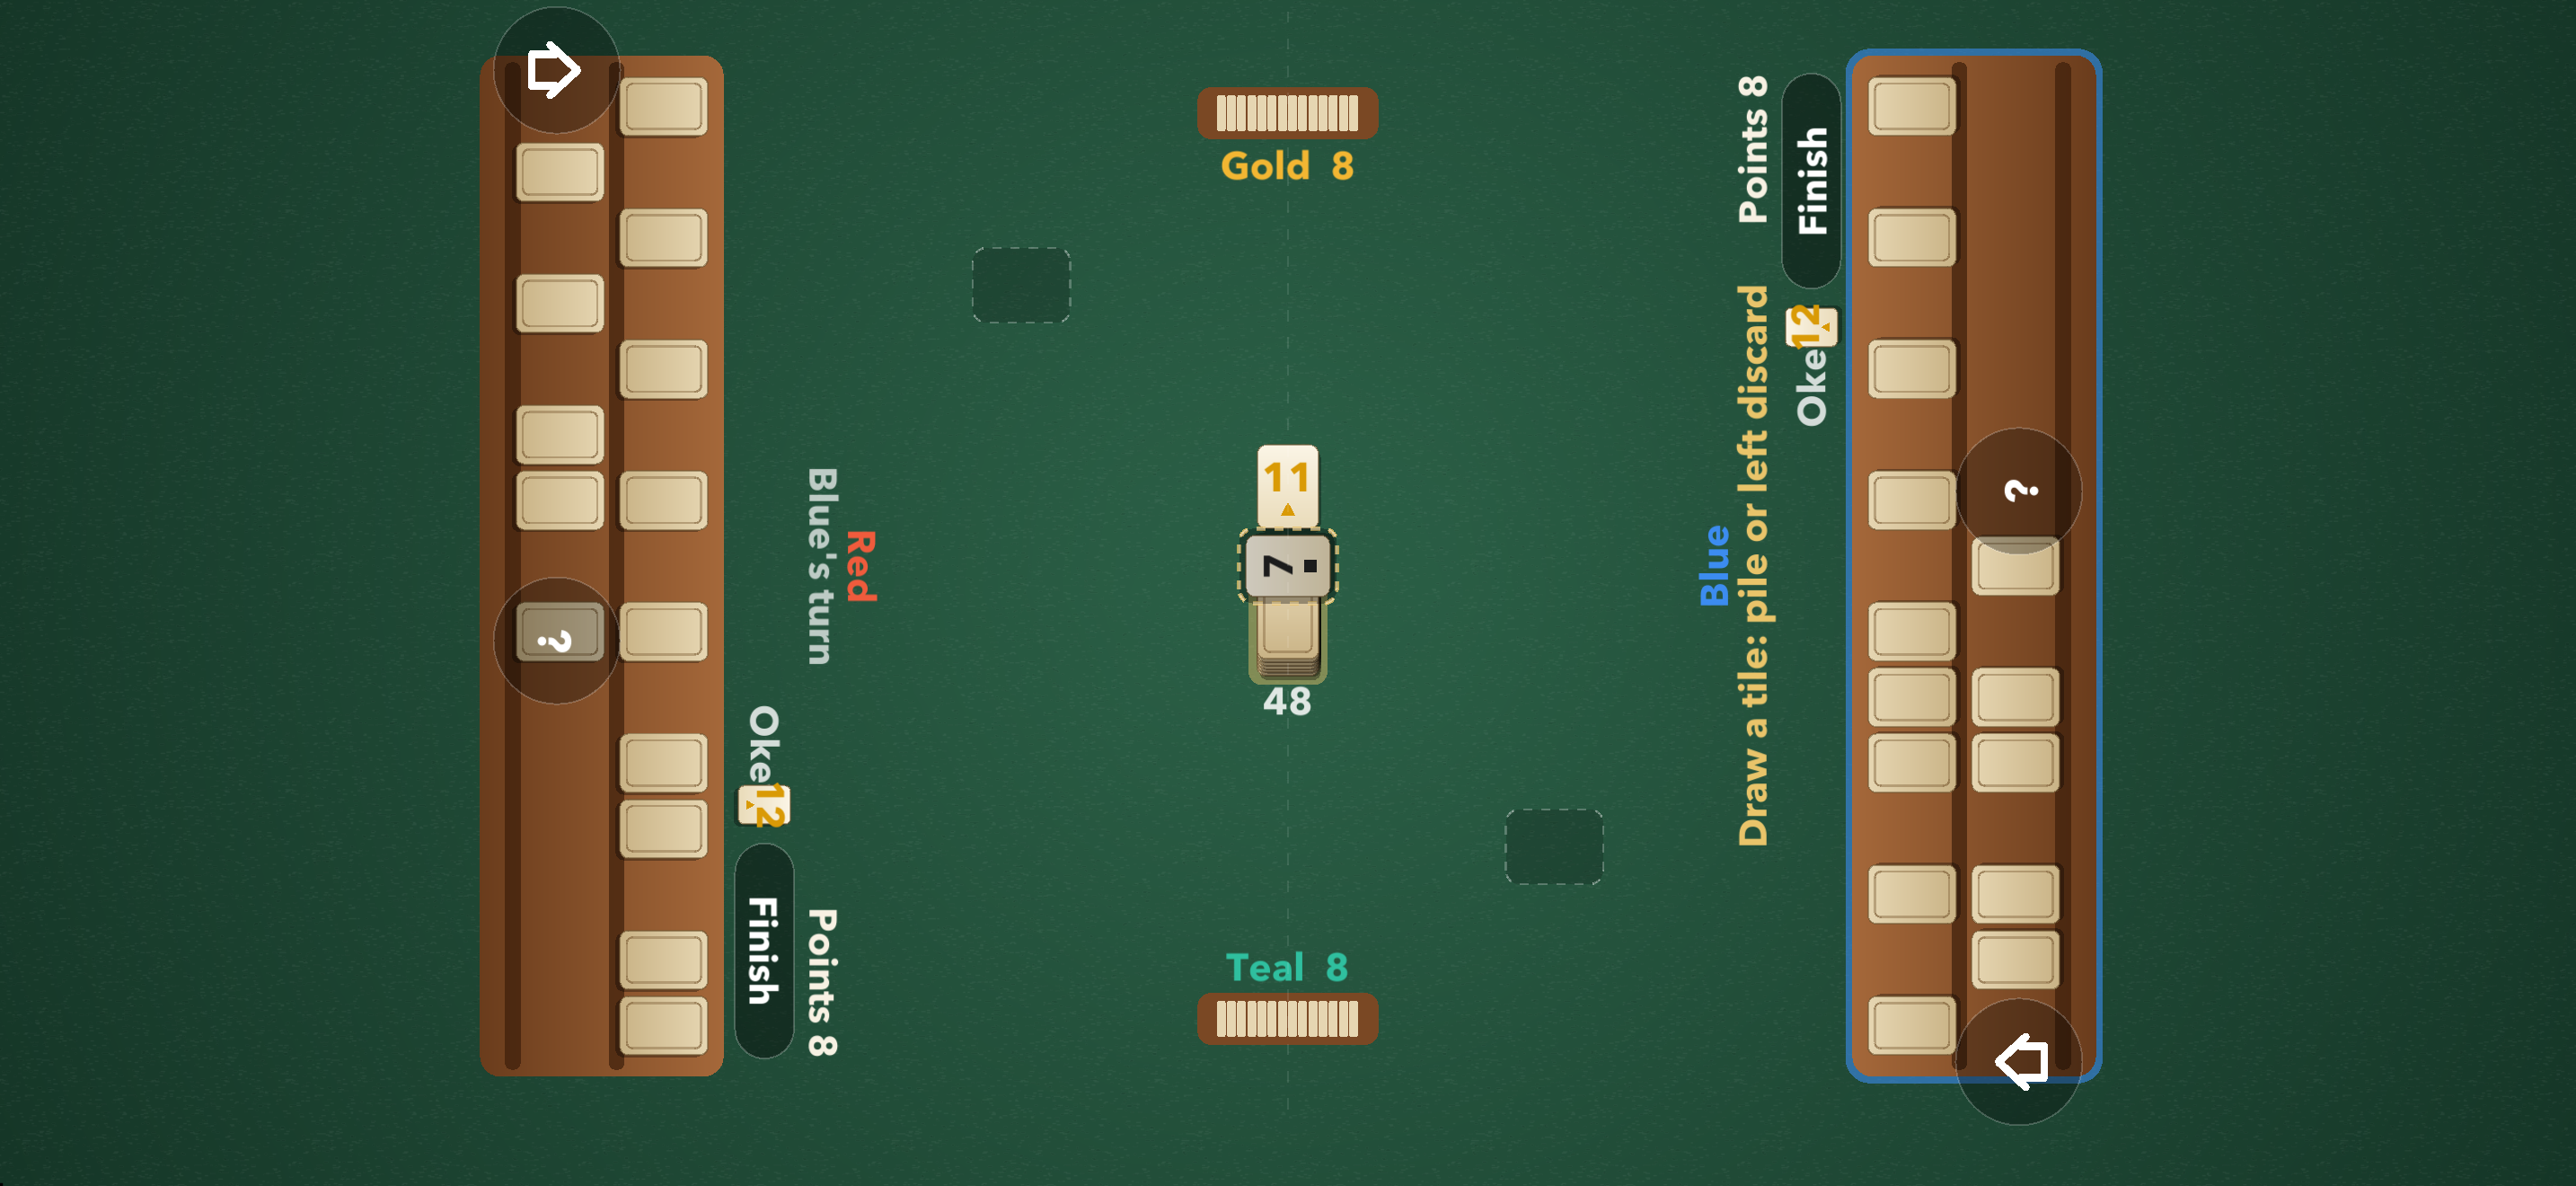 Gold 8
11
7
48
Teal 8
Red
Blue's turn
Oke
12
Finish
Points 8
?
Blue
Draw a tile: pile or left discard
Oke
12
Finish
Points 8
?